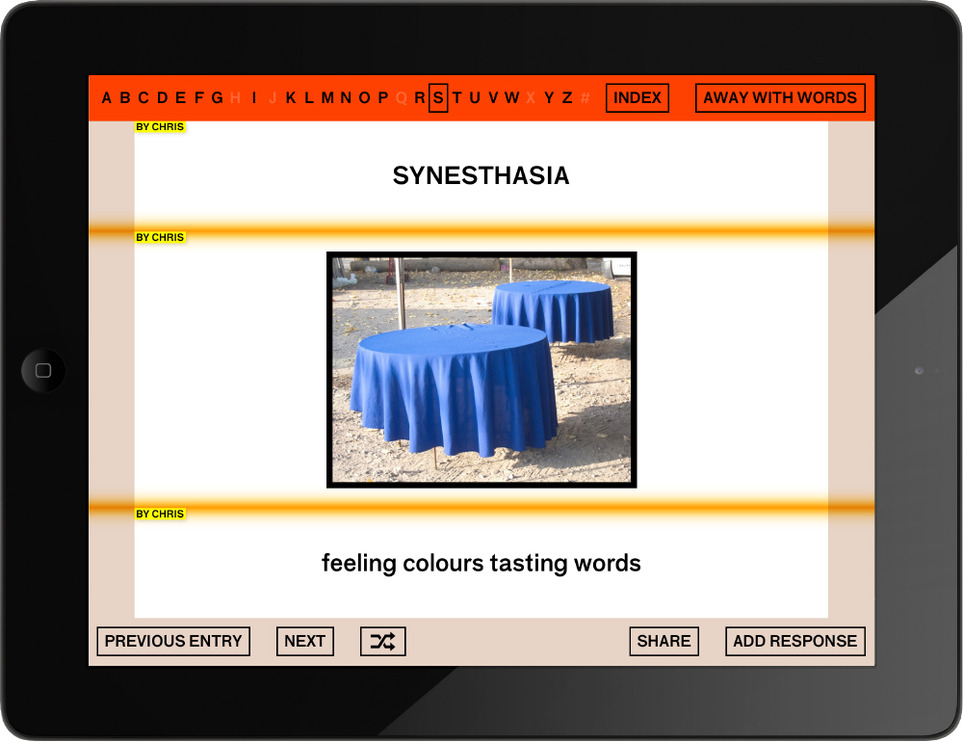 A B C D E F G H I J K L M N O P Q R S T U V W X Y Z # INDEX AWAY WITH WORDS
BY CHRIS
SYNESTHASIA
BY CHRIS
BY CHRIS
feeling colours tasting words
PREVIOUS ENTRY NEXT SHARE ADD RESPONSE